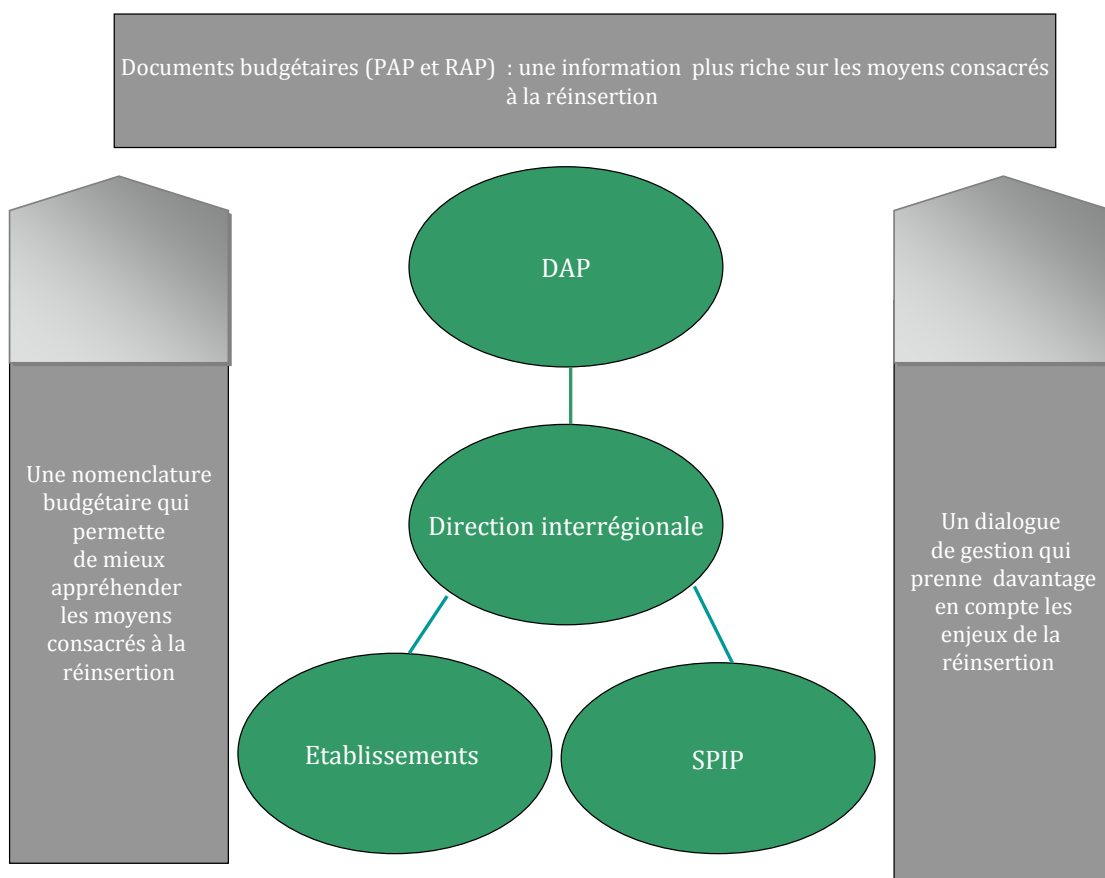 Documents budgétaires (PAP et RAP)  : une information  plus riche sur les moyens consacrés
à la réinsertion
DAP
Une nomenclature
budgétaire qui
permette
de mieux
appréhender
les moyens
consacrés à la
réinsertion
Direction interrégionale
Un dialogue
de gestion qui
prenne  davantage
en compte les
enjeux de la
réinsertion
Etablissements
SPIP